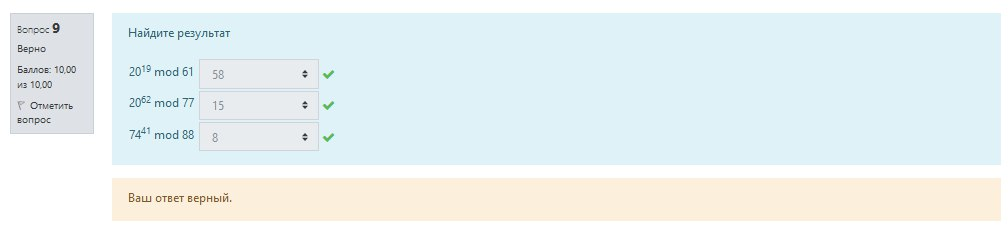 Вопрос 9
Верно
Баллов: 10,00
из 10,00
Отметить
вопрос
Найдите результат
20¹⁹ mod 61 58
20⁶² mod 77 15
74⁴¹ mod 88 8
Ваш ответ верный.